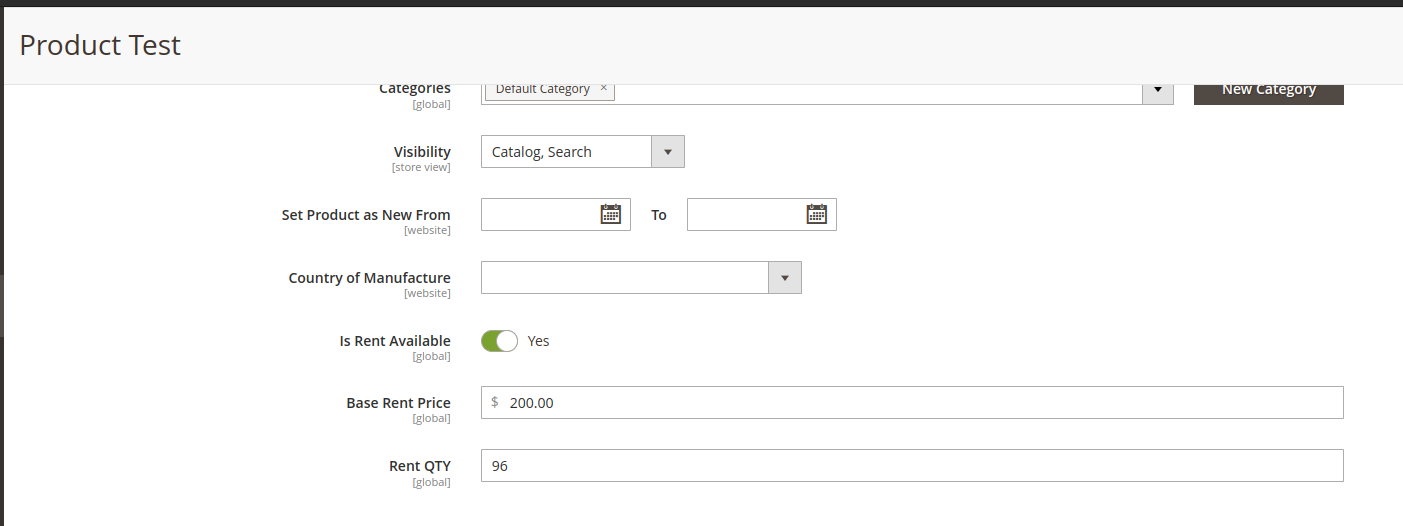 Product Test
Categories Default Category × New Category
[global]
Visibility Catalog, Search
[store view]
Set Product as New From To
[website]
Country of Manufacture
[website]
Is Rent Available Yes
[global]
Base Rent Price $ 200.00
[global]
Rent QTY 96
[global]